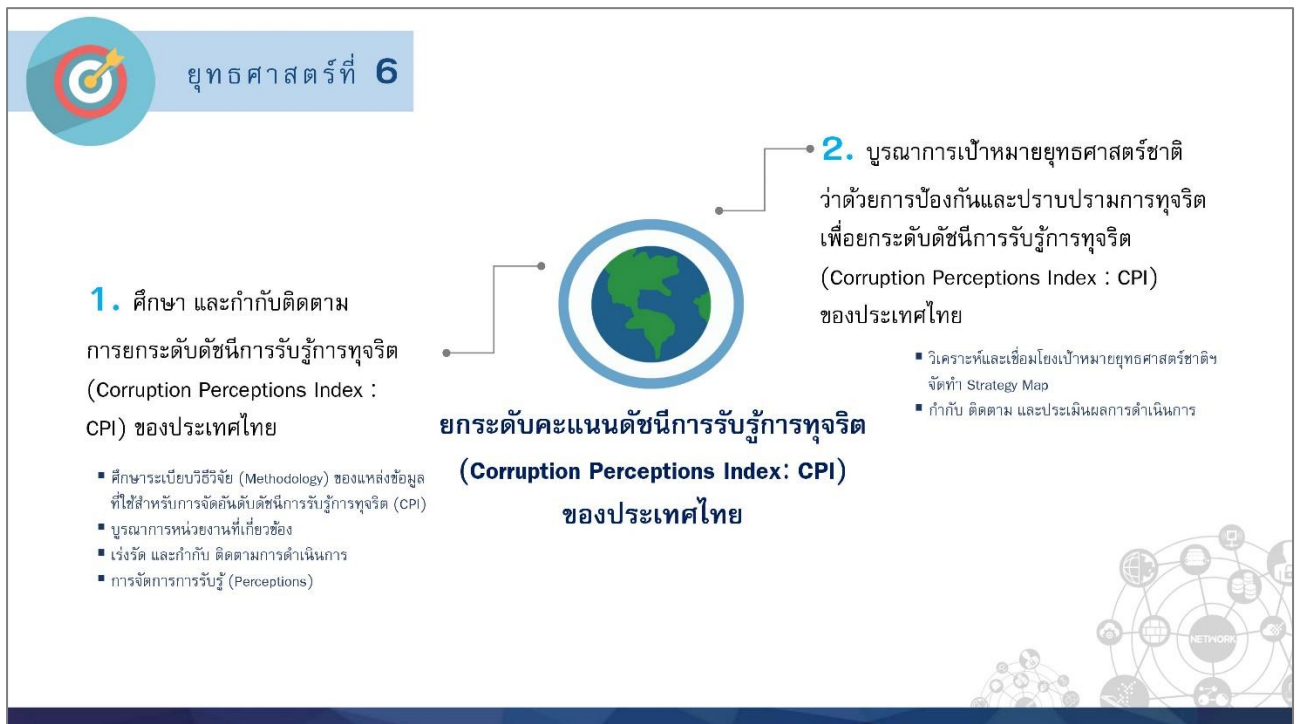 ยุทธศาสตร์ที่ 6
1. ศึกษา และกำกับติดตาม
การยกระดับดัชนีการรับรู้การทุจริต
(Corruption Perceptions Index :
CPI) ของประเทศไทย
■ ศึกษาระเบียบวิธีวิจัย (Methodology) ของแหล่งข้อมูล
ที่ใช้สำหรับการจัดอันดับดัชนีการรับรู้การทุจริต (CPI)
■ บูรณาการหน่วยงานที่เกี่ยวข้อง
■ เร่งรัด และกำกับ ติดตามการดำเนินการ
■ การจัดการการรับรู้ (Perceptions)
ยกระดับคะแนนดัชนีการรับรู้การทุจริต
(Corruption Perceptions Index: CPI)
ของประเทศไทย
2. บูรณาการเป้าหมายยุทธศาสตร์ชาติ
ว่าด้วยการป้องกันและปราบปรามการทุจริต
เพื่อยกระดับดัชนีการรับรู้การทุจริต
(Corruption Perceptions Index : CPI)
ของประเทศไทย
■ วิเคราะห์และเชื่อมโยงเป้าหมายยุทธศาสตร์ชาติฯ
จัดทำ Strategy Map
■ กำกับ ติดตาม และประเมินผลการดำเนินการ
NETWORK